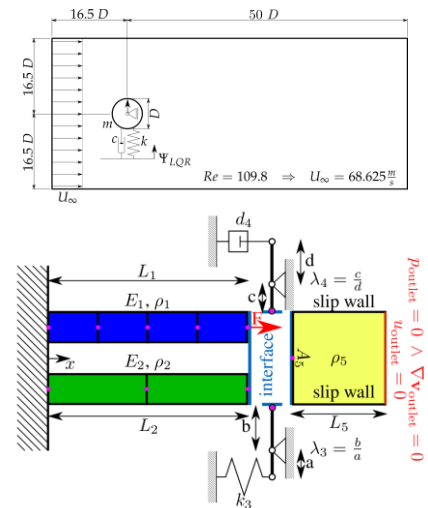 16.5 D
50 D
16.5 D
16.5 D
m
D
c
k
Ψ_LQR
Re = 109.8 ⇒ U∞ = 68.625 m/s
U∞
d₄
L₁
d
c
λ₄ = c/d
slip wall
E₁, ρ₁
F
interface
A₅
ρ₅
x
E₂, ρ₂
slip wall
L₂
b
L₅
λ₃ = b/a
a
k₃
p_outlet = 0 ∧ ∇v_outlet = 0
u_outlet = 0